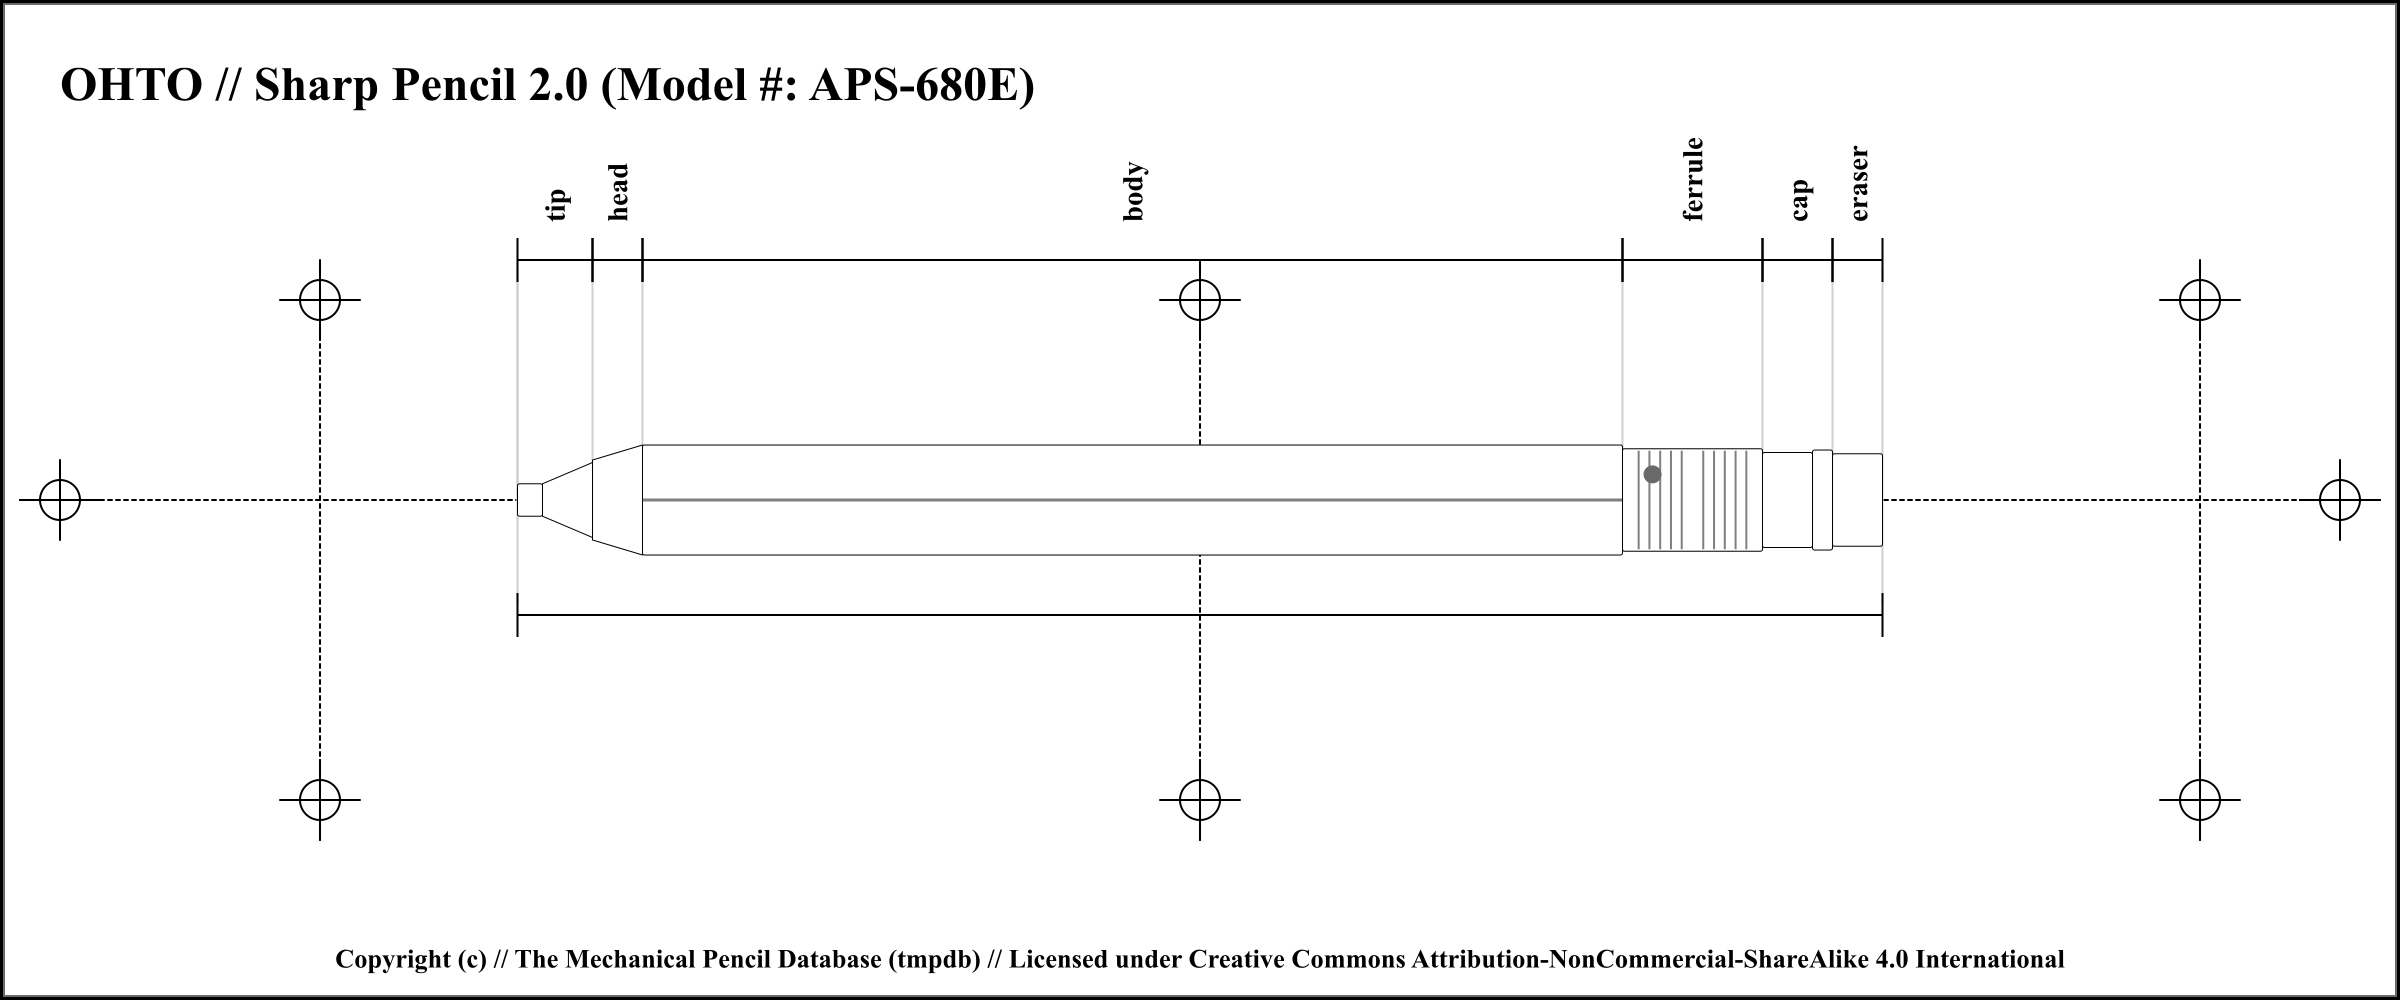 OHTO // Sharp Pencil 2.0 (Model #: APS-680E)
tip
head
body
ferrule
cap
eraser
Copyright (c) // The Mechanical Pencil Database (tmpdb) // Licensed under Creative Commons Attribution-NonCommercial-ShareAlike 4.0 International